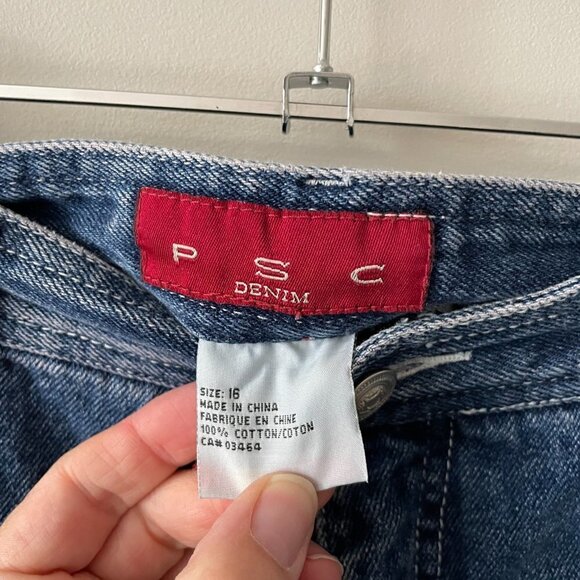 P S C
DENIM
SIZE: 16
MADE IN CHINA
FABRIQUE EN CHINE
100% COTTON/COTON
CA# 03464